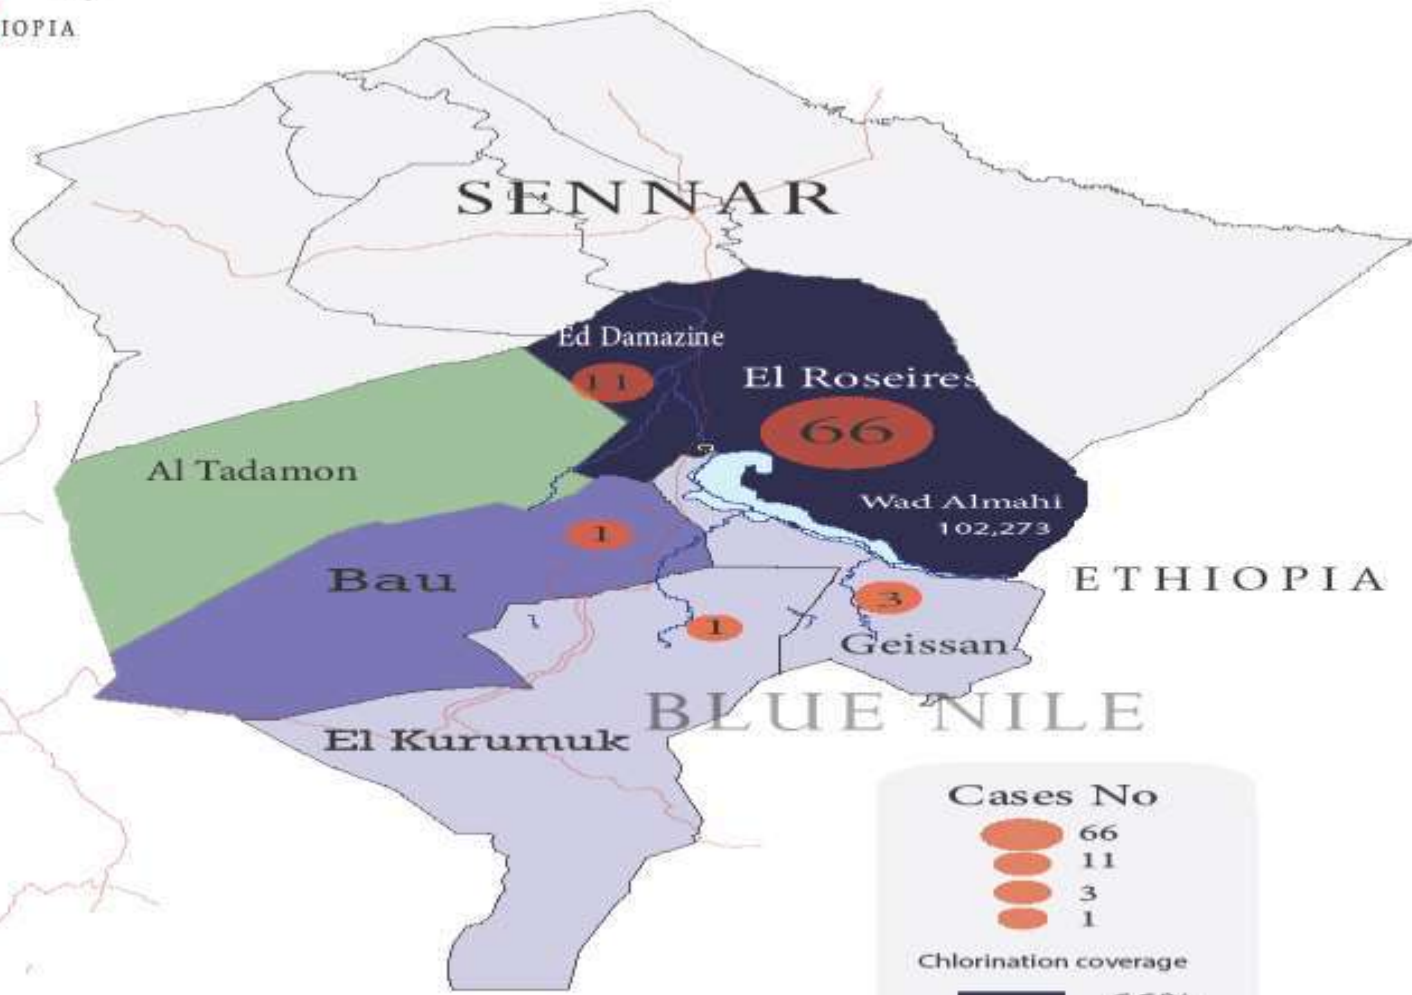 IOPIA
SENNAR
Ed Damazine
11
El Roseires
66
Al Tadamon
Wad Almahi
102,273
1
Bau
ETHIOPIA
3
1
Geissan
BLUE NILE
El Kurumuk
Cases No
66
11
3
1
Chlorination coverage